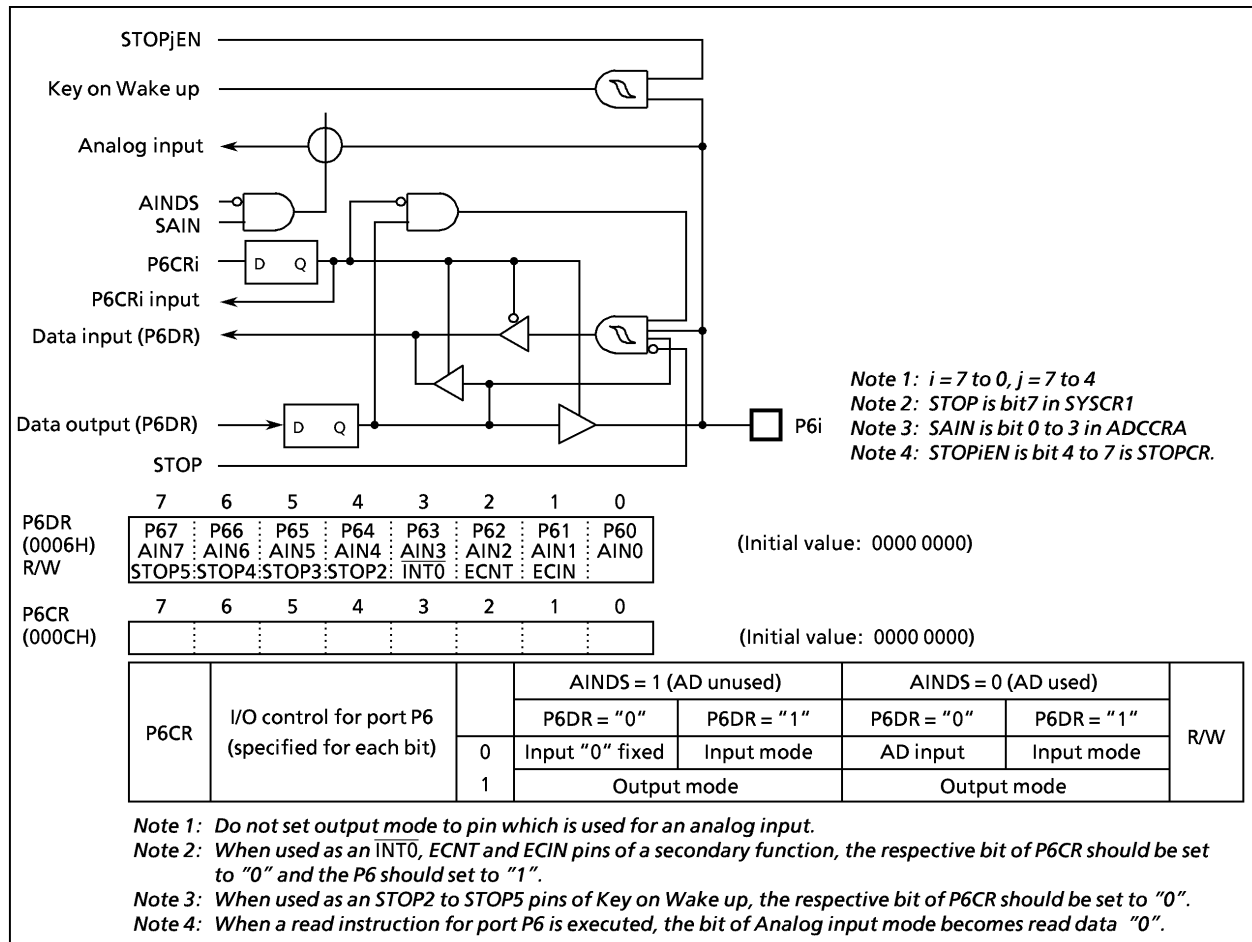 STOPjEN
Key on Wake up
Analog input
AINDS
SAIN
P6CRi
D Q
P6CRi input
Data input (P6DR)
Data output (P6DR)
D Q
P6i
STOP
Note 1: i = 7 to 0, j = 7 to 4
Note 2: STOP is bit7 in SYSCR1
Note 3: SAIN is bit 0 to 3 in ADCCRA
Note 4: STOPiEN is bit 4 to 7 is STOPCR.
7 6 5 4 3 2 1 0
P6DR
(0006H)
R/W
P67 P66 P65 P64 P63 P62 P61 P60
AIN7 AIN6 AIN5 AIN4 AIN3 AIN2 AIN1 AIN0
STOP5 STOP4 STOP3 STOP2 INT0 ECNT ECIN
(Initial value: 0000 0000)
7 6 5 4 3 2 1 0
P6CR
(000CH)
(Initial value: 0000 0000)
P6CR
I/O control for port P6
(specified for each bit)
AINDS = 1 (AD unused) AINDS = 0 (AD used)
P6DR = "0" P6DR = "1" P6DR = "0" P6DR = "1"
R/W
0 Input "0" fixed Input mode AD input Input mode
1 Output mode Output mode
Note 1: Do not set output mode to pin which is used for an analog input.
Note 2: When used as an INT0, ECNT and ECIN pins of a secondary function, the respective bit of P6CR should be set
to "0" and the P6 should set to "1".
Note 3: When used as an STOP2 to STOP5 pins of Key on Wake up, the respective bit of P6CR should be set to "0".
Note 4: When a read instruction for port P6 is executed, the bit of Analog input mode becomes read data "0".